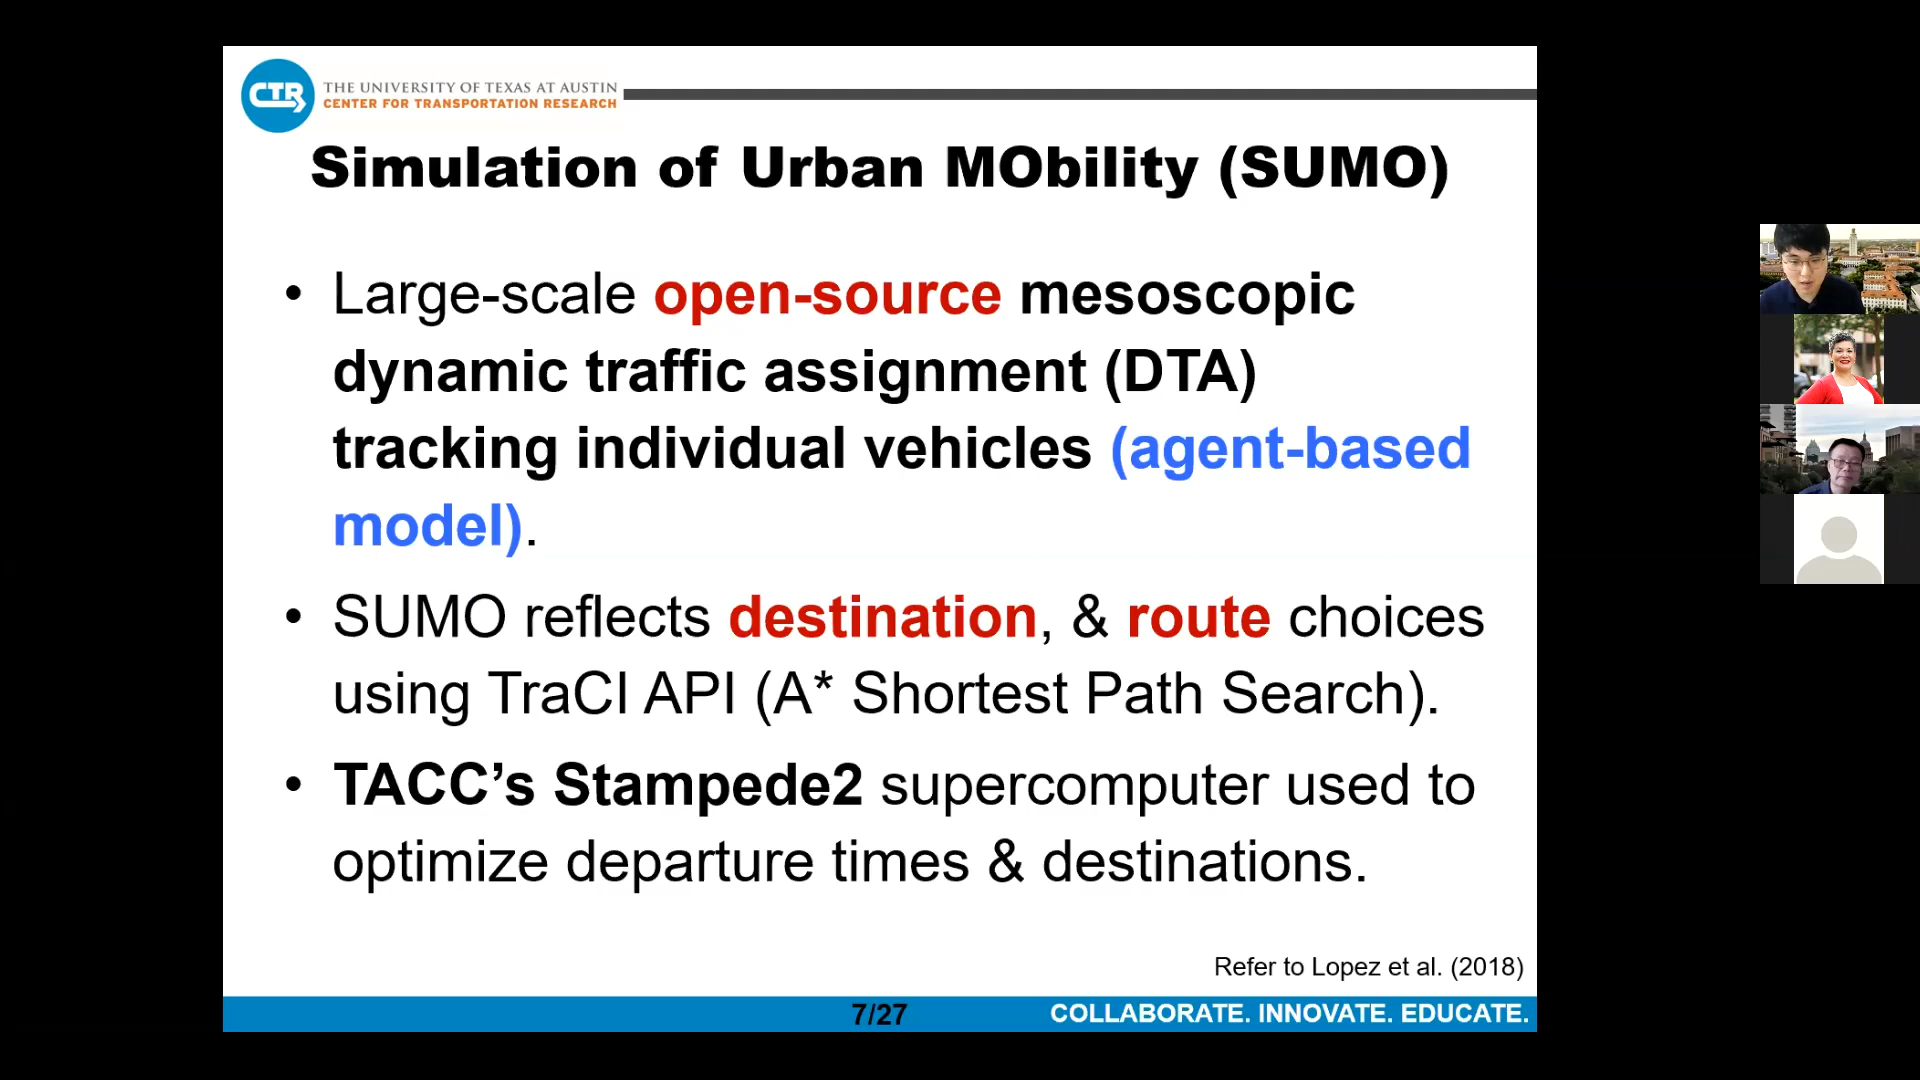 CTR
THE UNIVERSITY OF TEXAS AT AUSTIN
CENTER FOR TRANSPORTATION RESEARCH
Simulation of Urban MObility (SUMO)
• Large-scale open-source mesoscopic
dynamic traffic assignment (DTA)
tracking individual vehicles (agent-based
model).
• SUMO reflects destination, & route choices
using TraCI API (A* Shortest Path Search).
• TACC’s Stampede2 supercomputer used to
optimize departure times & destinations.
Refer to Lopez et al. (2018)
7/27
COLLABORATE. INNOVATE. EDUCATE.